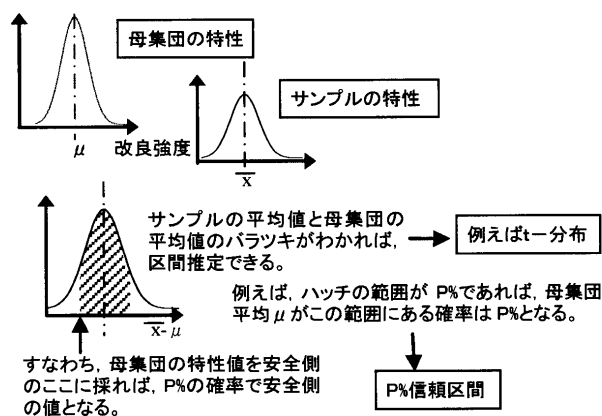 母集団の特性
サンプルの特性
μ
改良強度
x
サンプルの平均値と母集団の
平均値のバラツキがわかれば,
区間推定できる。
例えばt-分布
例えば, ハッチの範囲が P%であれば, 母集団
平均μがこの範囲にある確率は P%となる。
x-μ
すなわち, 母集団の特性値を安全側
のここに採れば, P%の確率で安全側
の値となる。
P%信頼区間